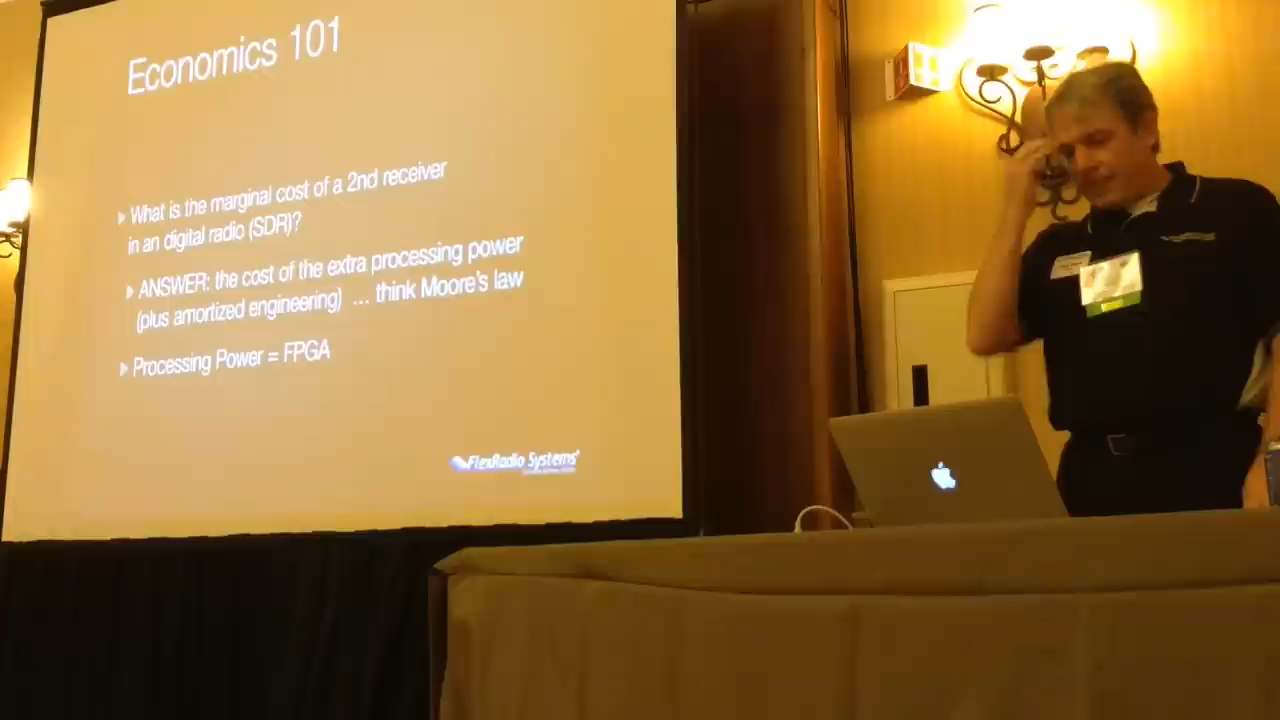 Economics 101
What is the marginal cost of a 2nd receiver
in an digital radio (SDR)?
ANSWER: the cost of the extra processing power
(plus amortized engineering) ... think Moore's law
Processing Power = FPGA
FlexRadio Systems®